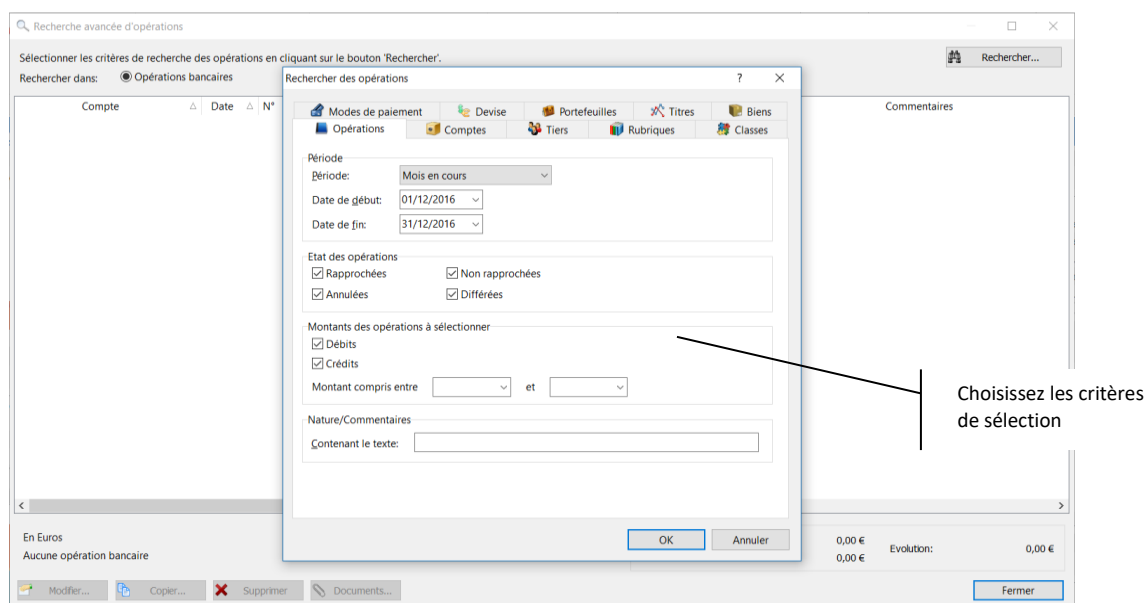 Recherche avancée d'opérations
Sélectionner les critères de recherche des opérations en cliquant sur le bouton 'Rechercher'.
Rechercher...
Rechercher dans: Opérations bancaires
Compte Date N° Commentaires
Rechercher des opérations ?
Modes de paiement Devise Portefeuilles Titres Biens
Opérations Comptes Tiers Rubriques Classes
Période
Période: Mois en cours
Date de début: 01/12/2016
Date de fin: 31/12/2016
Etat des opérations
Rapprochées Non rapprochées
Annulées Différées
Montants des opérations à sélectionner
Débits
Crédits
Montant compris entre et
Nature/Commentaires
Contenant le texte:
OK Annuler
Choisissez les critères
de sélection
En Euros
Aucune opération bancaire
0,00 €
0,00 €
Evolution: 0,00 €
Modifier... Copier... Supprimer Documents... Fermer